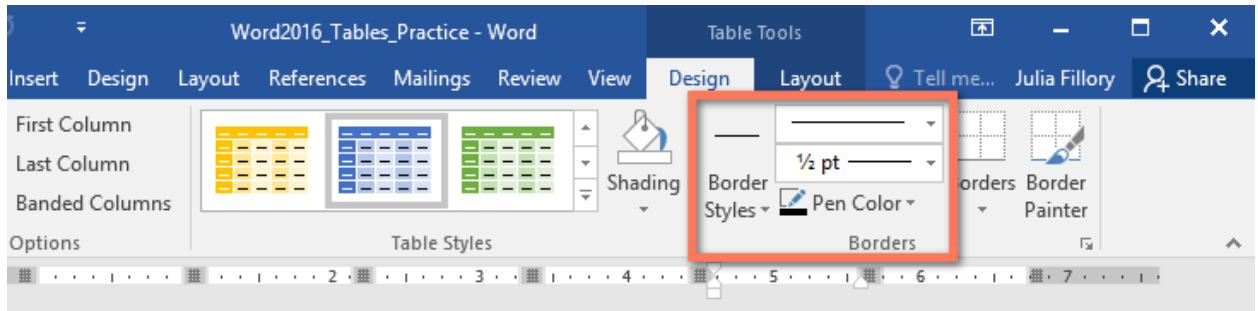 Word2016_Tables_Practice - Word
Table Tools
Insert Design Layout References Mailings Review View Design Layout Tell me... Julia Fillory Share
First Column
Last Column
Banded Columns
Options
Table Styles
Shading
Border
Styles
½ pt
Pen Color
Borders
Border
Painter
Borders
2 3 4 5 6 7